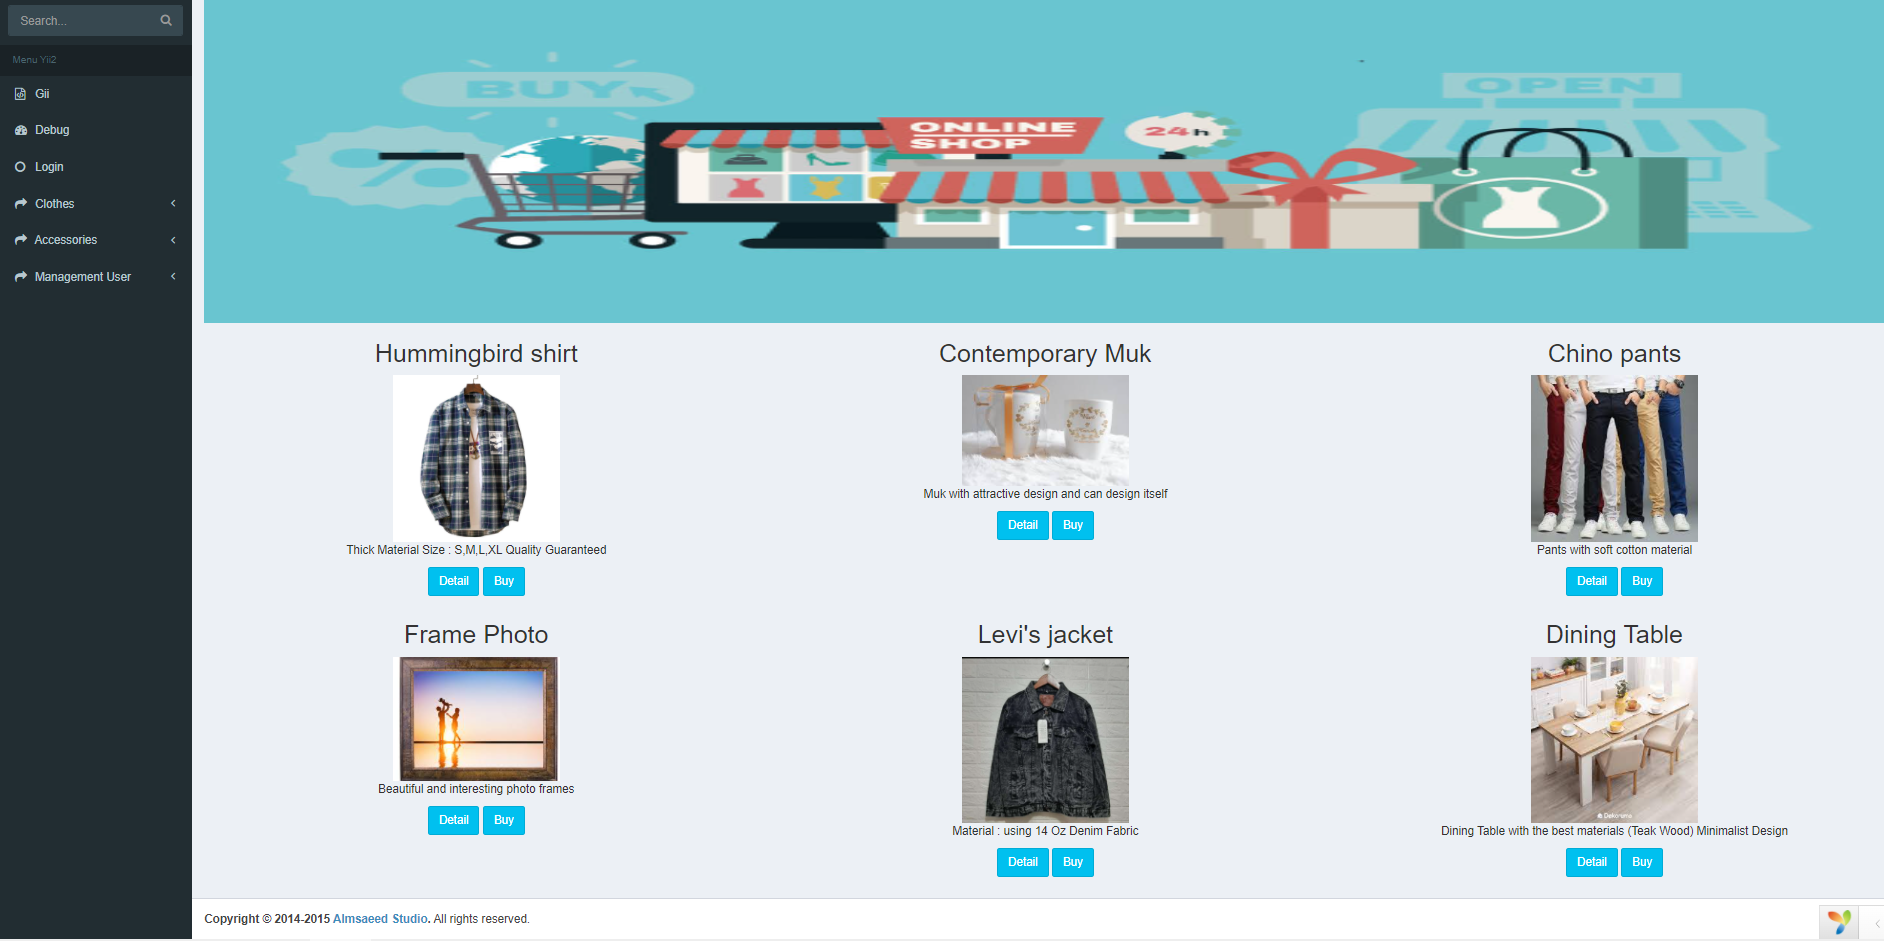 Search...
Menu Yii2
Gii
Debug
Login
Clothes
Accessories
Management User
BUY
OPEN
ONLINE
SHOP
24h
Hummingbird shirt
Thick Material Size : S,M,L,XL Quality Guaranteed
Detail Buy
Contemporary Muk
Muk with attractive design and can design itself
Detail Buy
Chino pants
Pants with soft cotton material
Detail Buy
Frame Photo
Beautiful and interesting photo frames
Detail Buy
Levi's jacket
Material : using 14 Oz Denim Fabric
Detail Buy
Dining Table
Dekoruma
Dining Table with the best materials (Teak Wood) Minimalist Design
Detail Buy
Copyright © 2014-2015 Almsaeed Studio. All rights reserved.